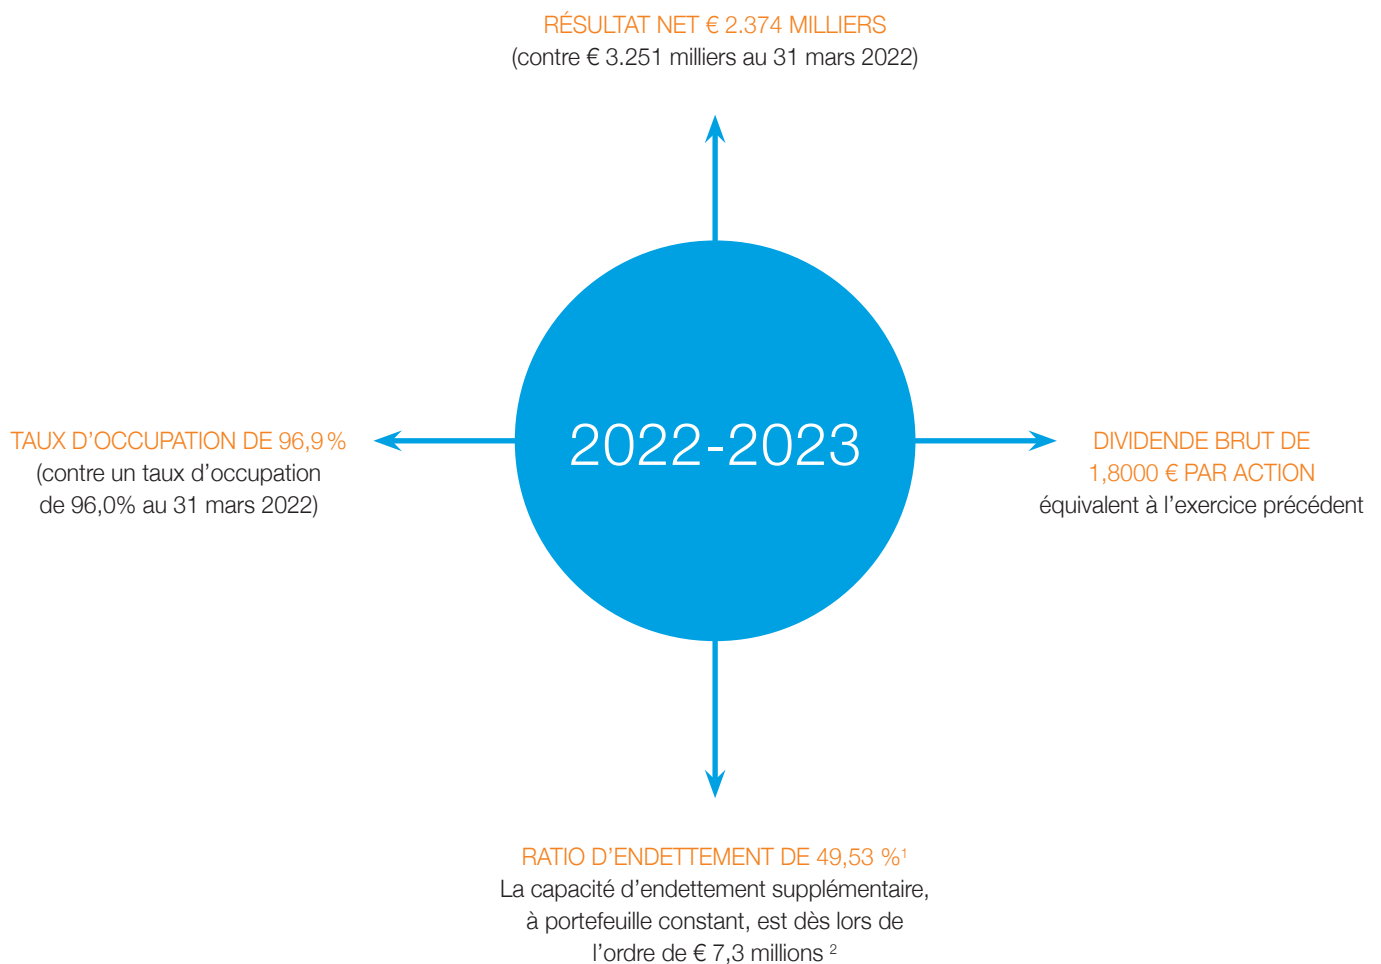 RÉSULTAT NET € 2.374 MILLIERS
(contre € 3.251 milliers au 31 mars 2022)
TAUX D’OCCUPATION DE 96,9 %
(contre un taux d’occupation
de 96,0% au 31 mars 2022)
2022-2023
DIVIDENDE BRUT DE
1,8000 € PAR ACTION
équivalent à l’exercice précédent
RATIO D’ENDETTEMENT DE 49,53 %¹
La capacité d’endettement supplémentaire,
à portefeuille constant, est dès lors de
l’ordre de € 7,3 millions ²